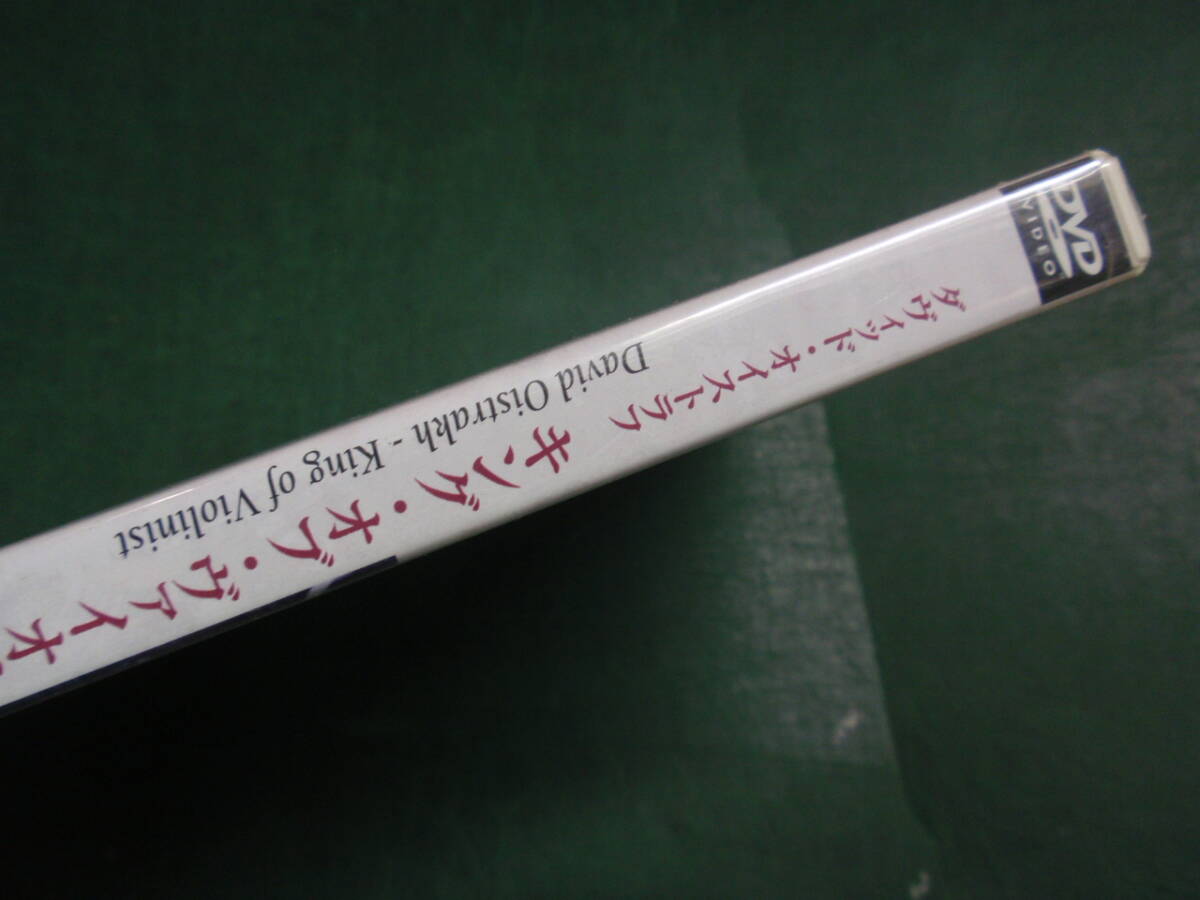 DVD
VIDEO
ダヴィッド・オイストラフ
キング・オブ・ヴァイオ
David Oistrakh - King of Violinist